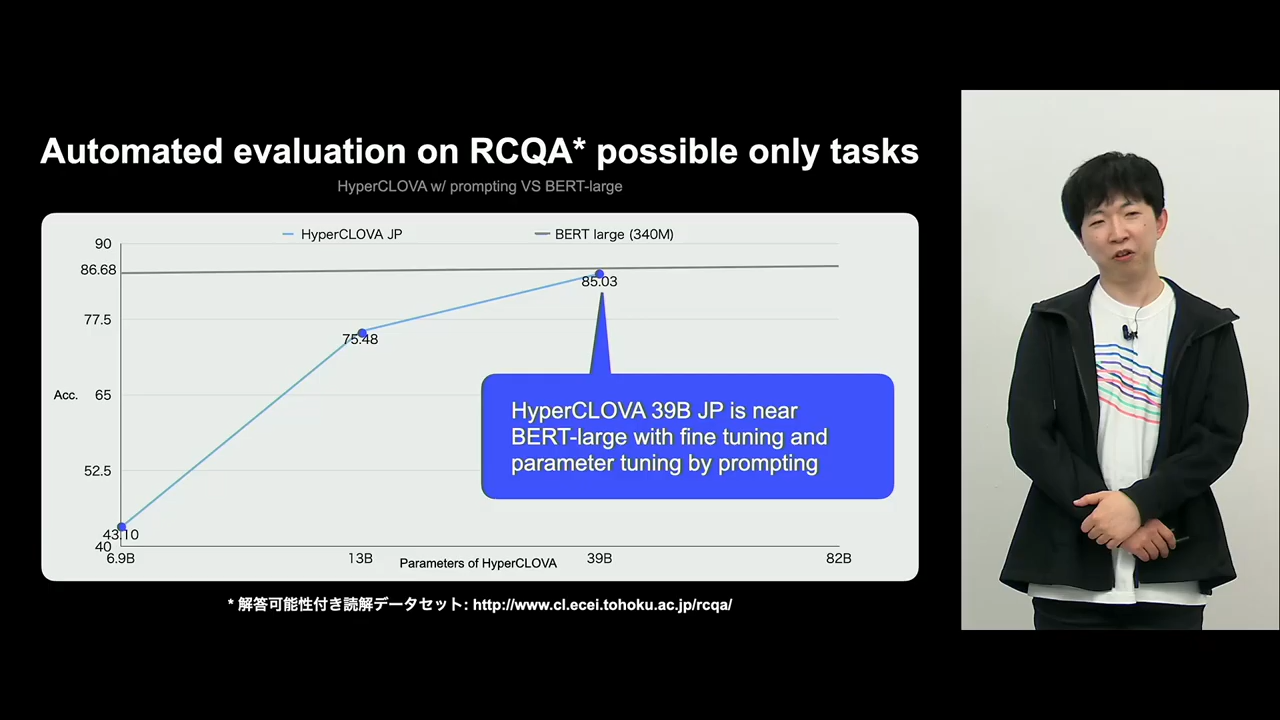 Automated evaluation on RCQA* possible only tasks
HyperCLOVA w/ prompting VS BERT-large
HyperCLOVA JP
BERT large (340M)
90
86.68
77.5
Acc.
65
52.5
40
43.10
75.48
85.03
HyperCLOVA 39B JP is near
BERT-large with fine tuning and
parameter tuning by prompting
6.9B
13B
Parameters of HyperCLOVA
39B
82B
* 解答可能性付き読解データセット: http://www.cl.ecei.tohoku.ac.jp/rcqa/